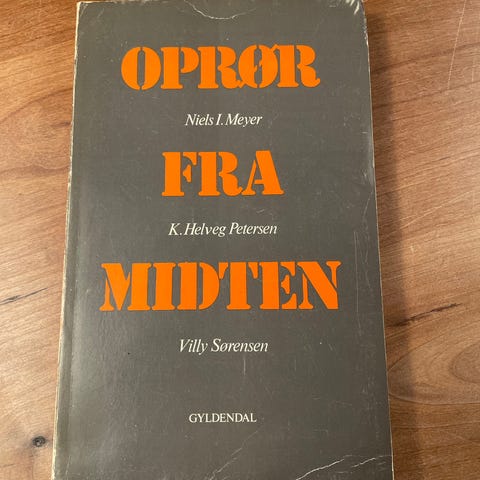 OPRØR
Niels I. Meyer
FRA
K. Helveg Petersen
MIDTEN
Villy Sørensen
GYLDENDAL